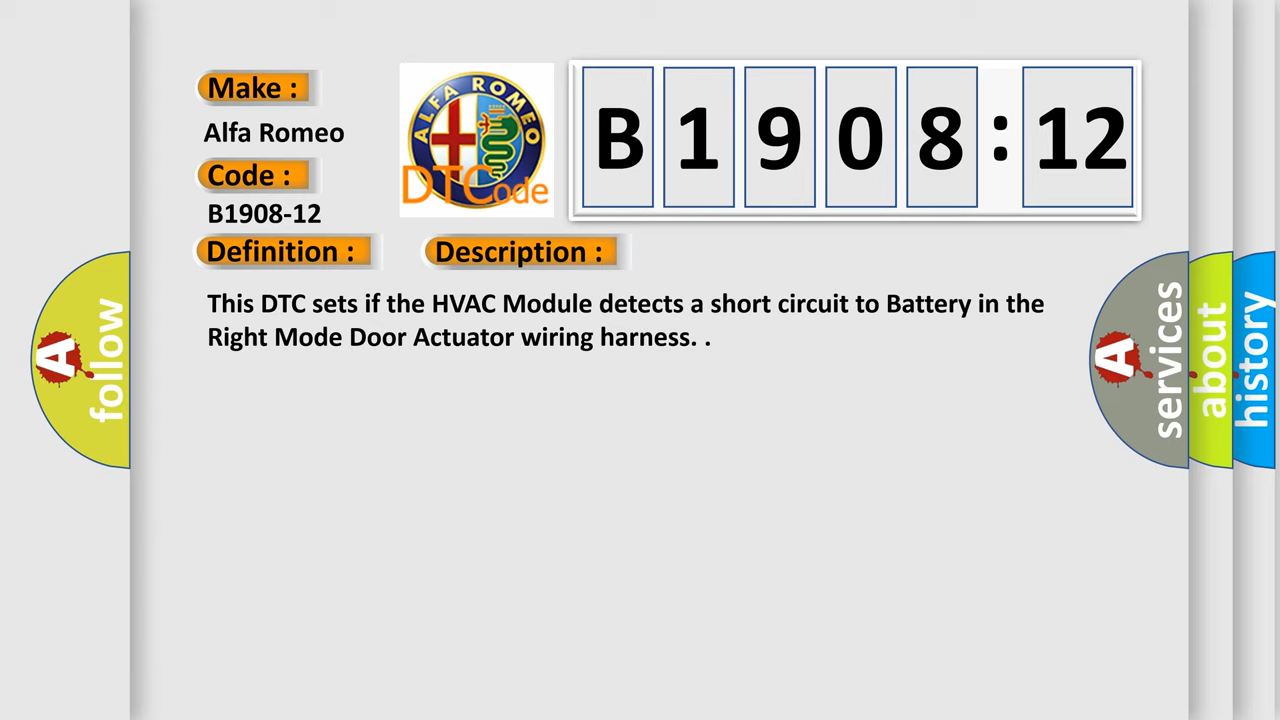 Make :
Alfa Romeo
Code :
B1908-12
ALFA ROMEO
DTCode
B 1 9 0 8 : 12
Definition :
Description :
This DTC sets if the HVAC Module detects a short circuit to Battery in the
Right Mode Door Actuator wiring harness. .
A
follow
A
services
about
history